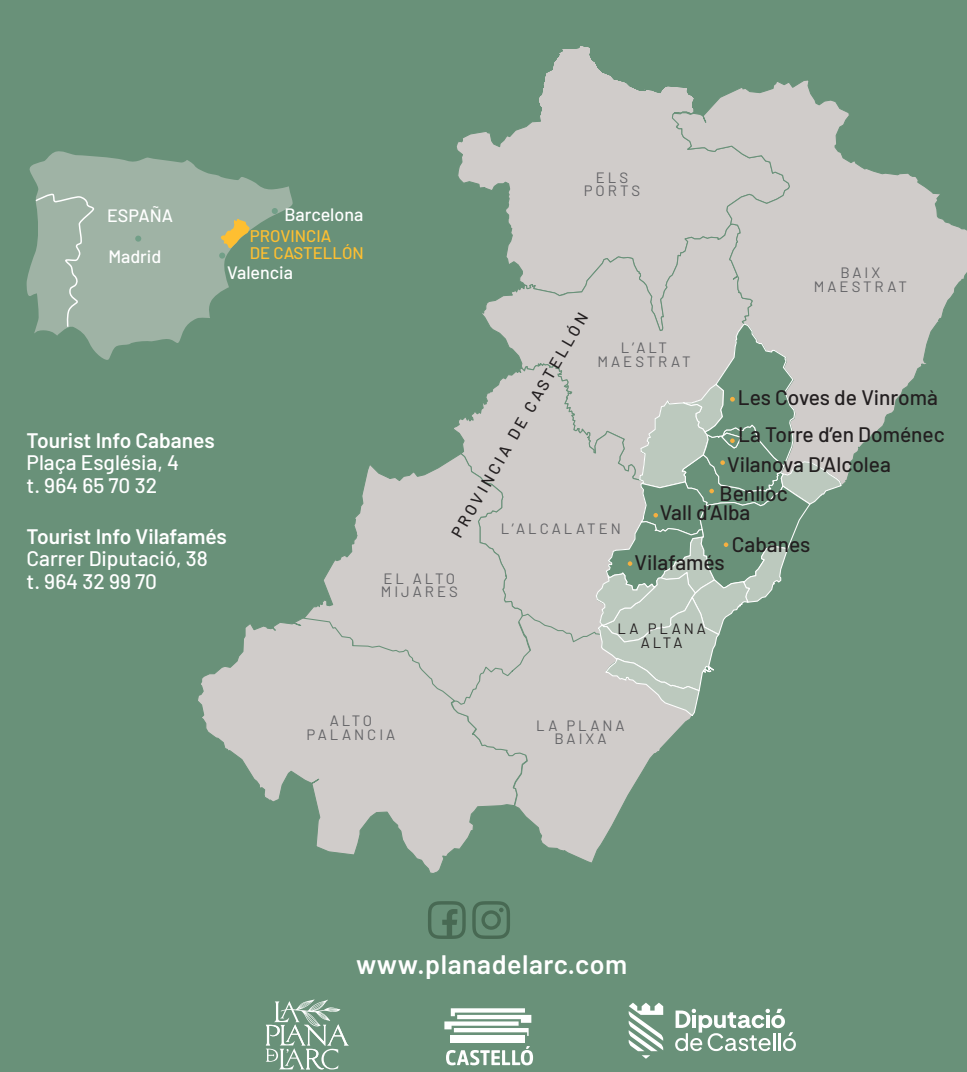 ESPAÑA
Madrid
Barcelona
PROVINCIA
DE CASTELLÓN
Valencia
Tourist Info Cabanes
Plaça Església, 4
t. 964 65 70 32
Tourist Info Vilafamés
Carrer Diputació, 38
t. 964 32 99 70
PROVINCIA DE CASTELLÓN
ELS
PORTS
BAIX
MAESTRAT
L'ALT
MAESTRAT
Les Coves de Vinromà
La Torre d'en Doménec
Vilanova D'Alcolea
Benlloc
Vall d'Alba
Cabanes
Vilafamés
L'ALCALATEN
EL ALTO
MIJARES
LA PLANA
ALTA
ALTO
PALANCIA
LA PLANA
BAIXA
www.planadelarc.com
LA
PLANA
D'L'ARC
CASTELLÓ
Diputació
de Castelló